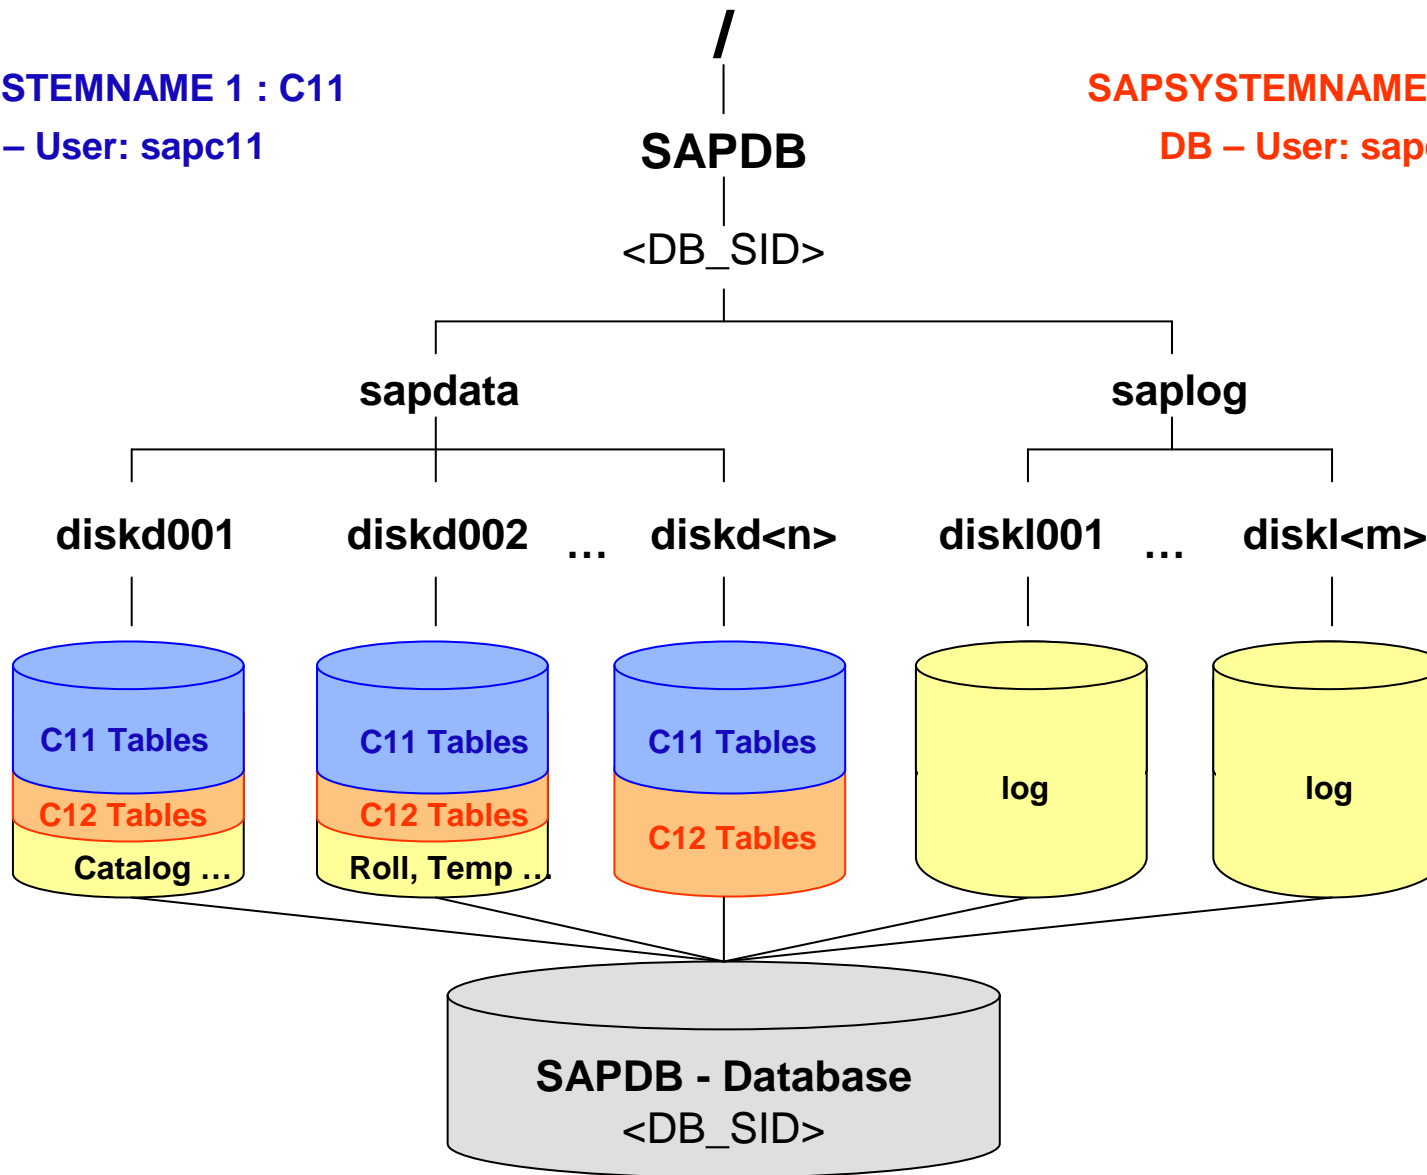 /
STEMNAME 1 : C11
SAPSYSTEMNAME
– User: sapc11
SAPDB
DB – User: sap
<DB_SID>
sapdata
saplog
diskd001
diskd002
...
diskd<n>
diskl001
...
diskl<m>
C11 Tables
C11 Tables
C11 Tables
log
log
C12 Tables
C12 Tables
C12 Tables
Catalog ...
Roll, Temp ...
SAPDB - Database
<DB_SID>